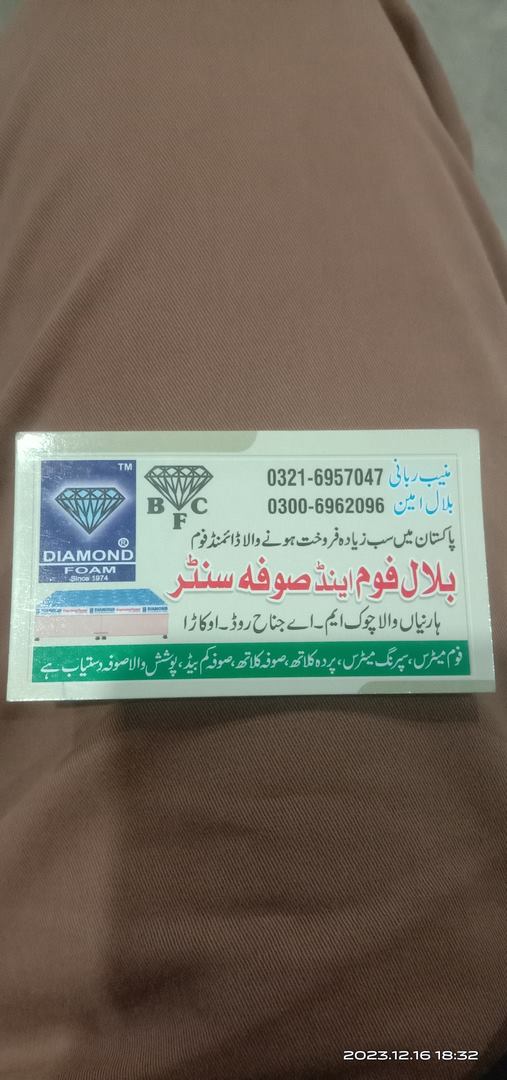 TM
DIAMOND ®
FOAM
Since 1974
B F C
منیب ربانی 0321-6957047
بلال امین 0300-6962096
پاکستان میں سب زیادہ فروخت ہونے والا ڈائمنڈ فوم
بلال فوم اینڈ صوفہ سنٹر
ہارنیاں والا چوک ایم۔اے جناح روڈ۔اوکاڑا
فوم میٹرس، سپرنگ میٹرس، پردہ کلاتھ، صوفہ کلاتھ، صوفہ کم بیڈ، پوشش والا صوفہ دستیاب ہے
DIAMOND
2023.12.16 18:32